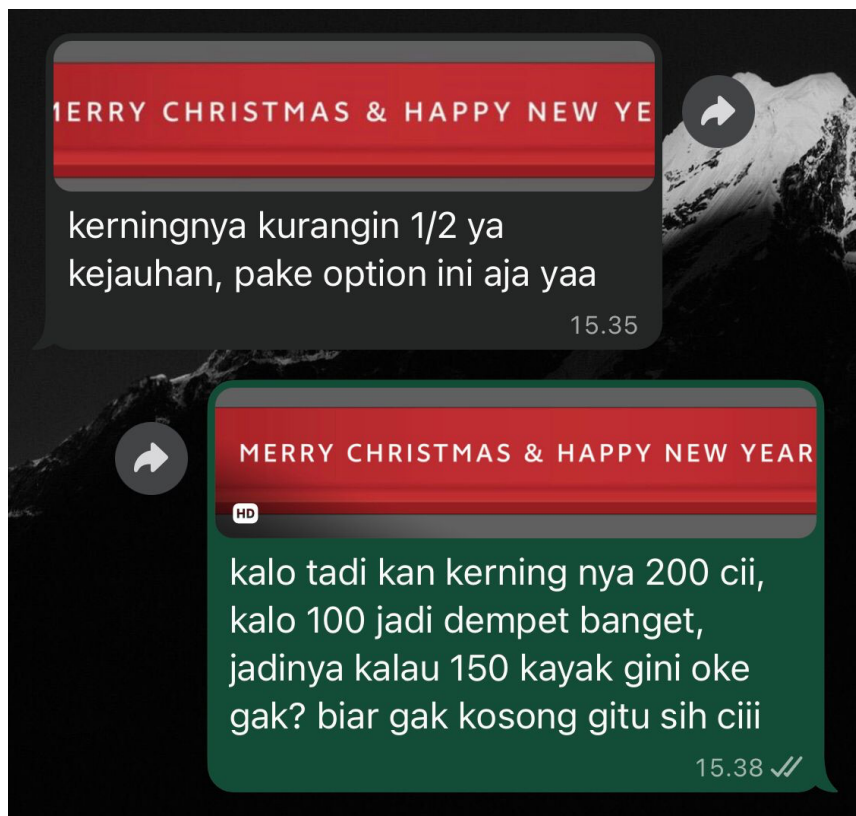 MERRY CHRISTMAS & HAPPY NEW YE
kerningnya kurangin 1/2 ya
kejauhan, pake option ini aja yaa
15.35
MERRY CHRISTMAS & HAPPY NEW YEAR
HD
kalo tadi kan kerning nya 200 cii,
kalo 100 jadi dempet banget,
jadinya kalau 150 kayak gini oke
gak? biar gak kosong gitu sih ciii
15.38